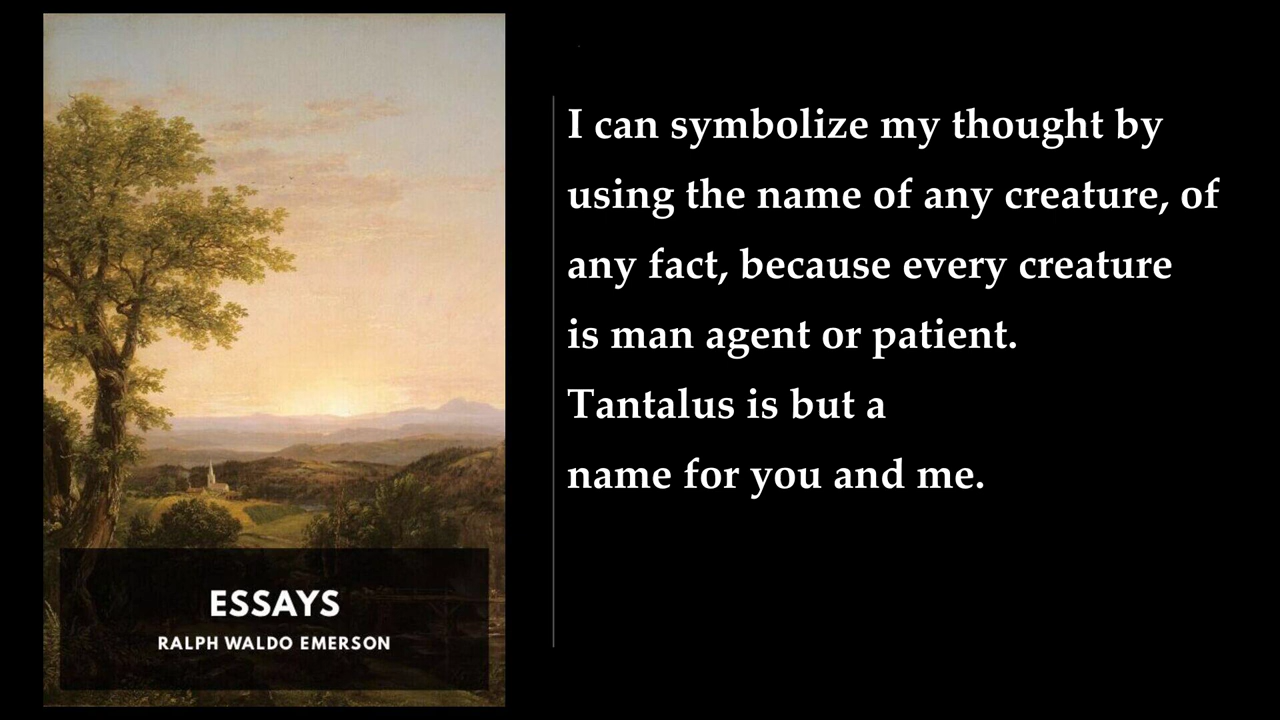 ESSAYS
RALPH WALDO EMERSON
I can symbolize my thought by
using the name of any creature, of
any fact, because every creature
is man agent or patient.
Tantalus is but a
name for you and me.